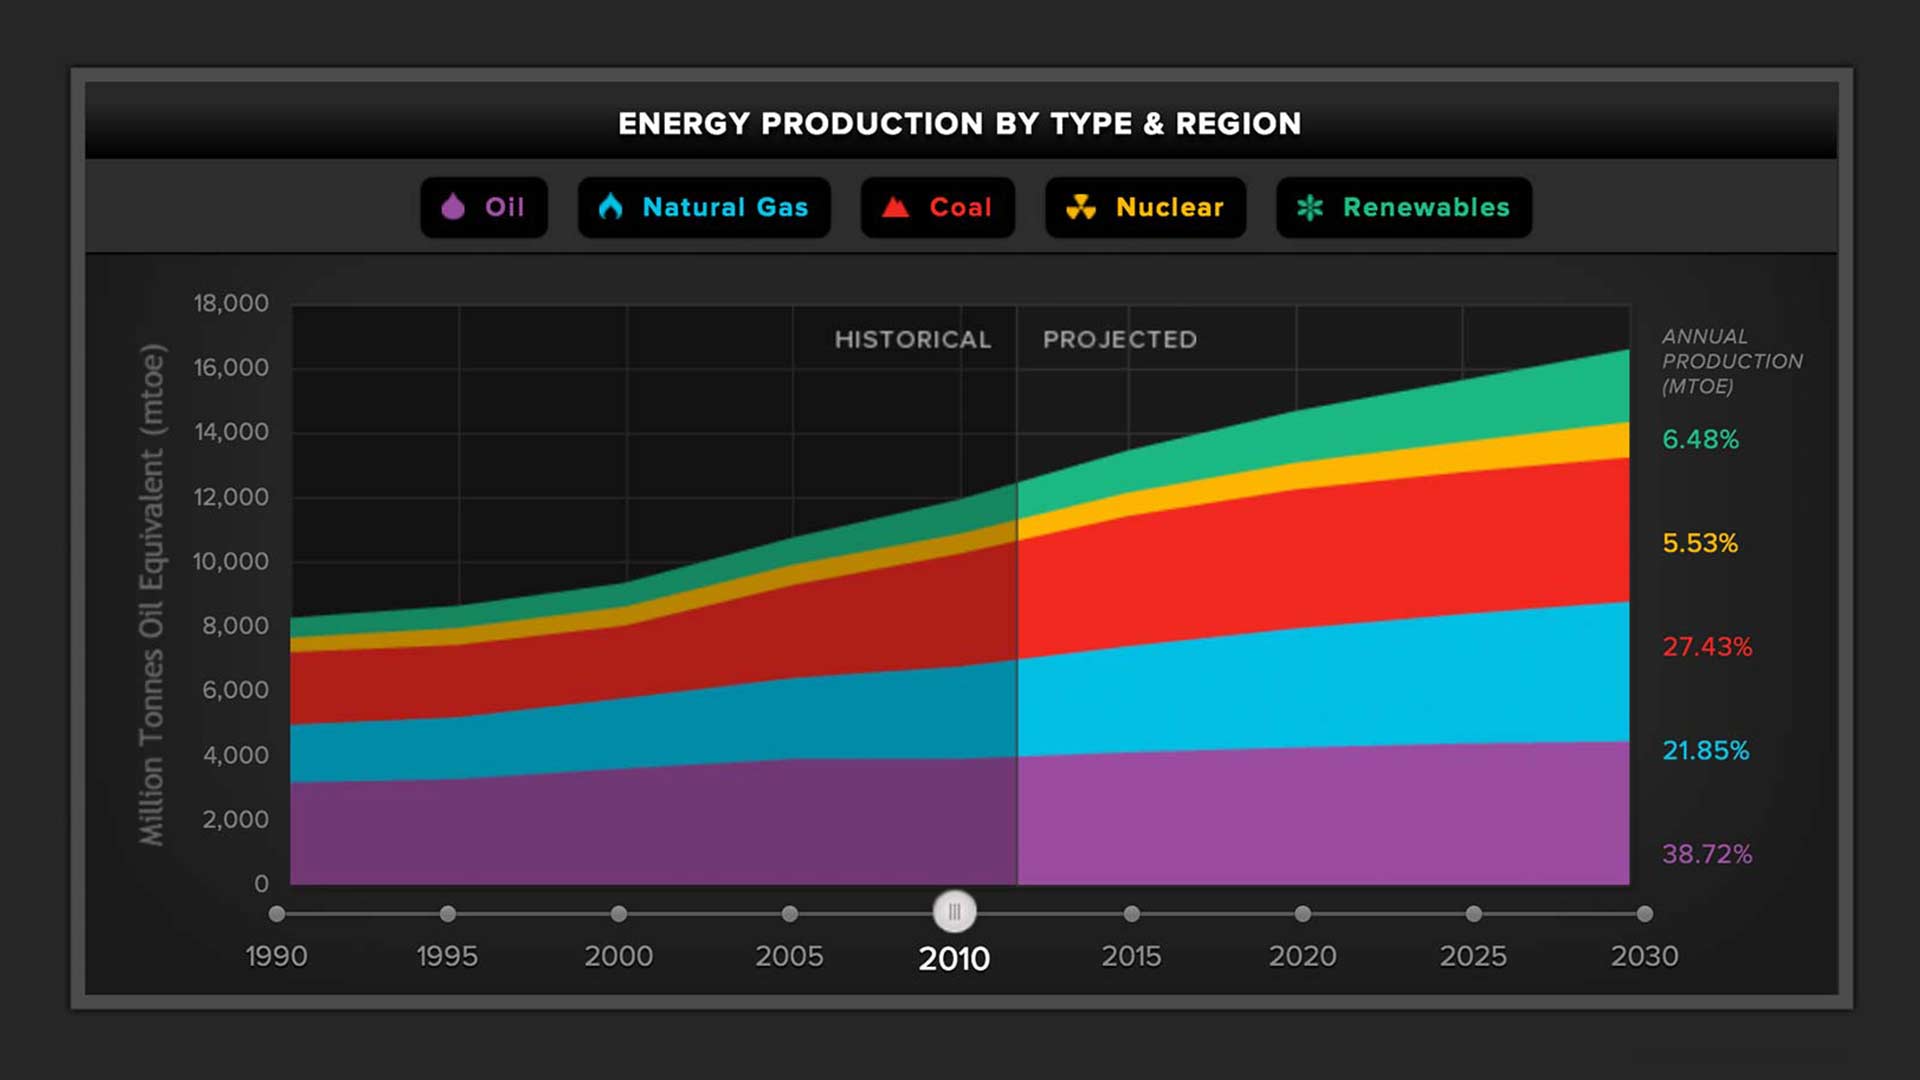 ENERGY PRODUCTION BY TYPE & REGION
Oil
Natural Gas
Coal
Nuclear
Renewables
Million Tonnes Oil Equivalent (mtoe)
18,000
16,000
14,000
12,000
10,000
8,000
6,000
4,000
2,000
0
HISTORICAL
PROJECTED
ANNUAL
PRODUCTION
(MTOE)
6.48%
5.53%
27.43%
21.85%
38.72%
1990
1995
2000
2005
2010
2015
2020
2025
2030